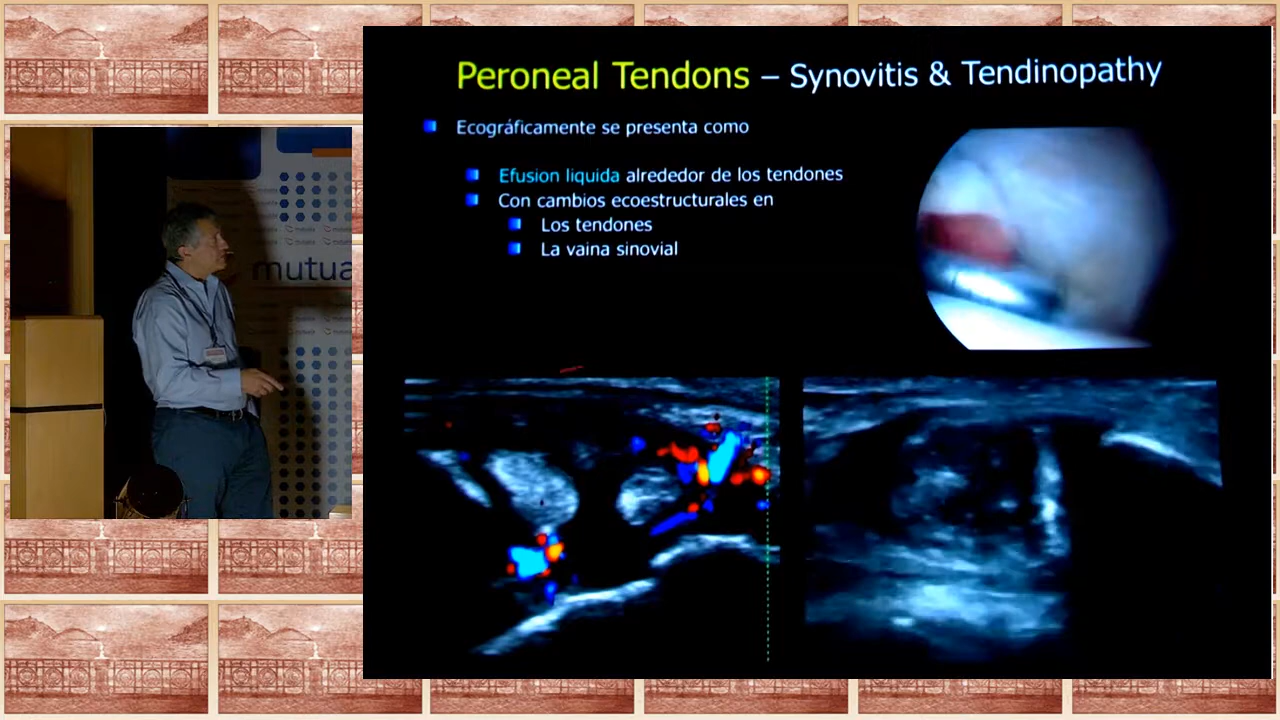 Peroneal Tendons – Synovitis & Tendinopathy
Ecográficamente se presenta como
Efusion liquida alrededor de los tendones
Con cambios ecoestructurales en
Los tendones
La vaina sinovial
mutua